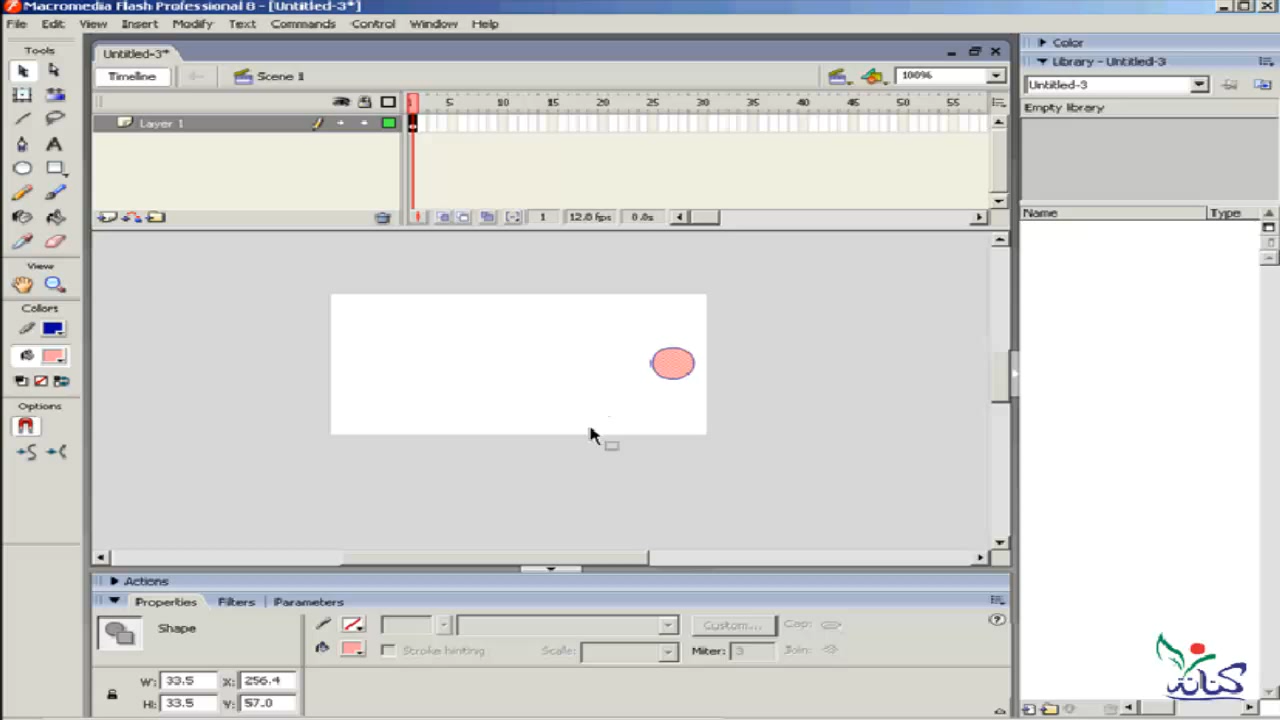 Macromedia Flash Professional 8 - [Untitled-3*]
File Edit View Insert Modify Text Commands Control Window Help
Tools
Untitled-3*
Timeline
Scene 1
100%
1 5 10 15 20 25 30 35 40 45 50 55
Layer 1
1 12.0 fps 0.0s
View
Colors
Options
Color
Library - Untitled-3
Untitled-3
Empty library
Name Type
Actions
Properties Filters Parameters
Shape
Custom... Cap:
Stroke hinting Scale: Miter: 3 Join:
W: 33.5 X: 256.4
H: 33.5 Y: 57.0
كنانة